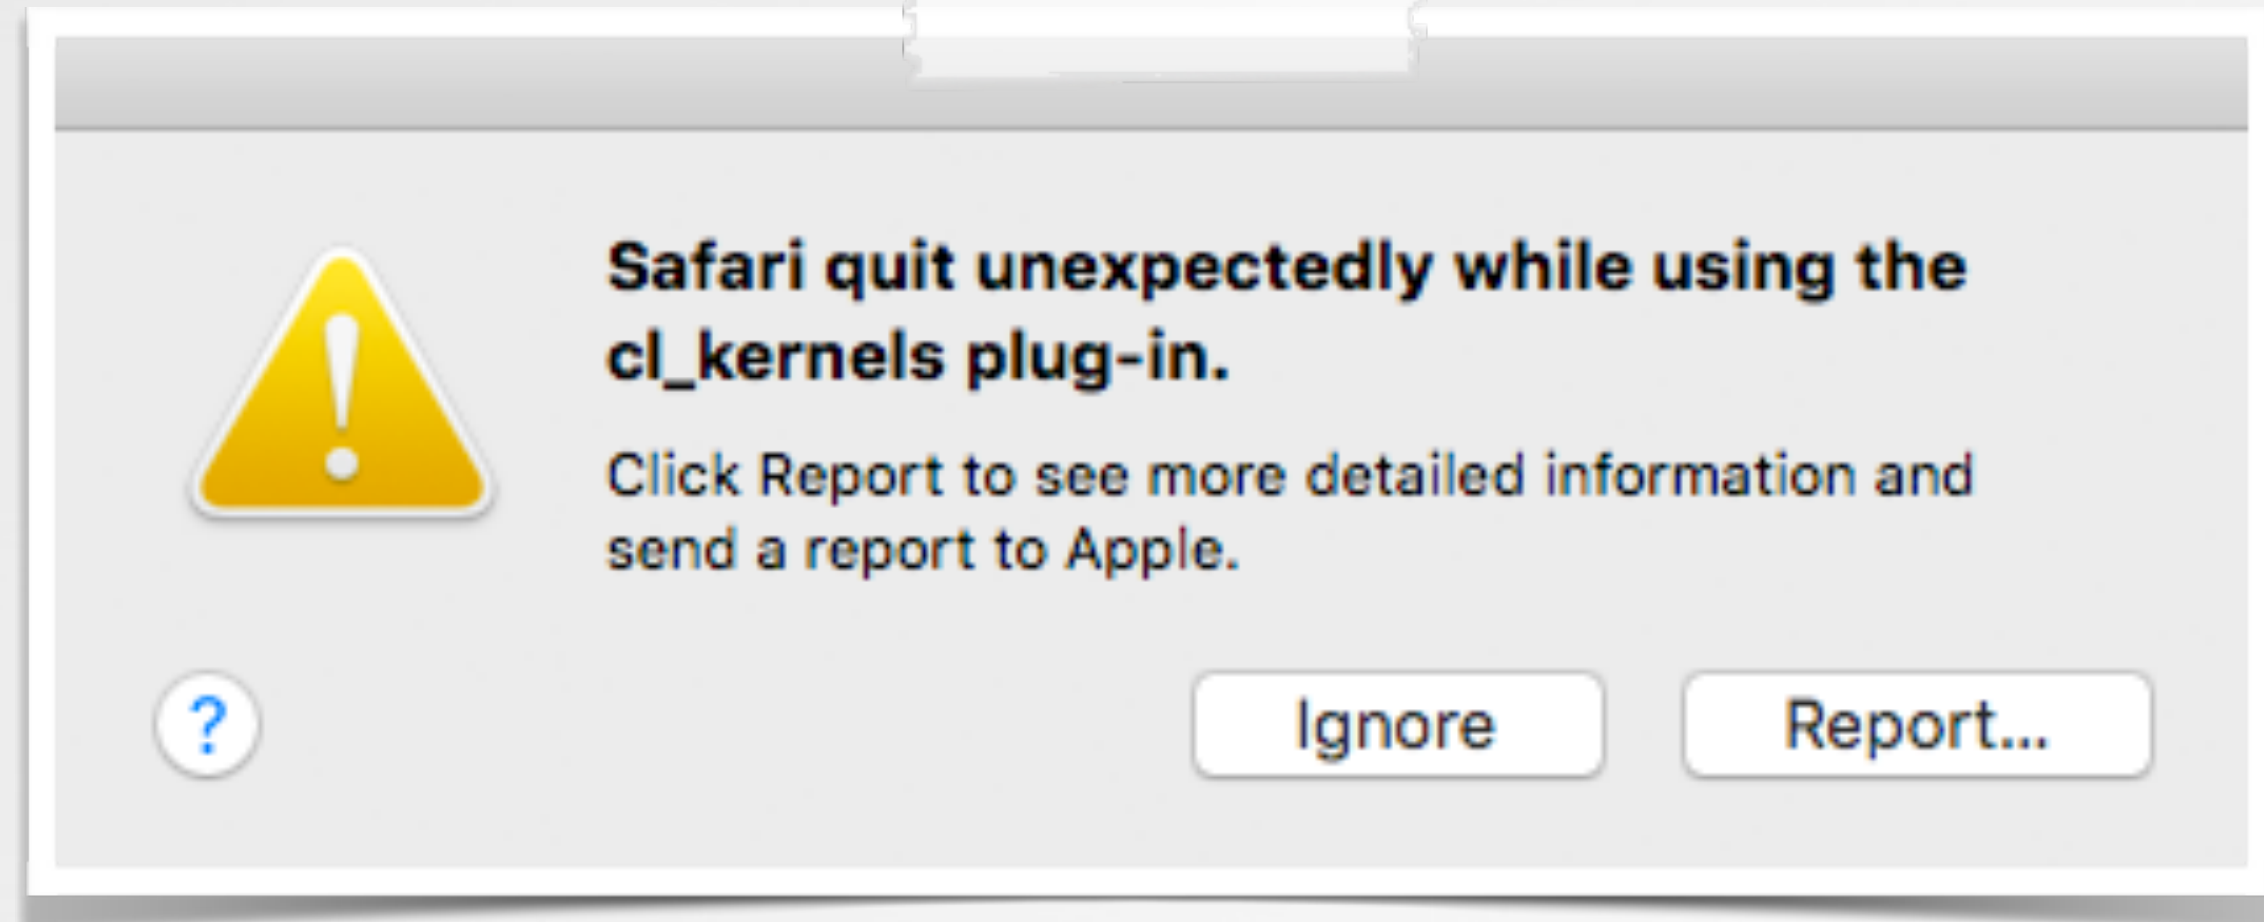 Safari quit unexpectedly while using the
cl_kernels plug-in.
Click Report to see more detailed information and
send a report to Apple.
?
Ignore
Report...